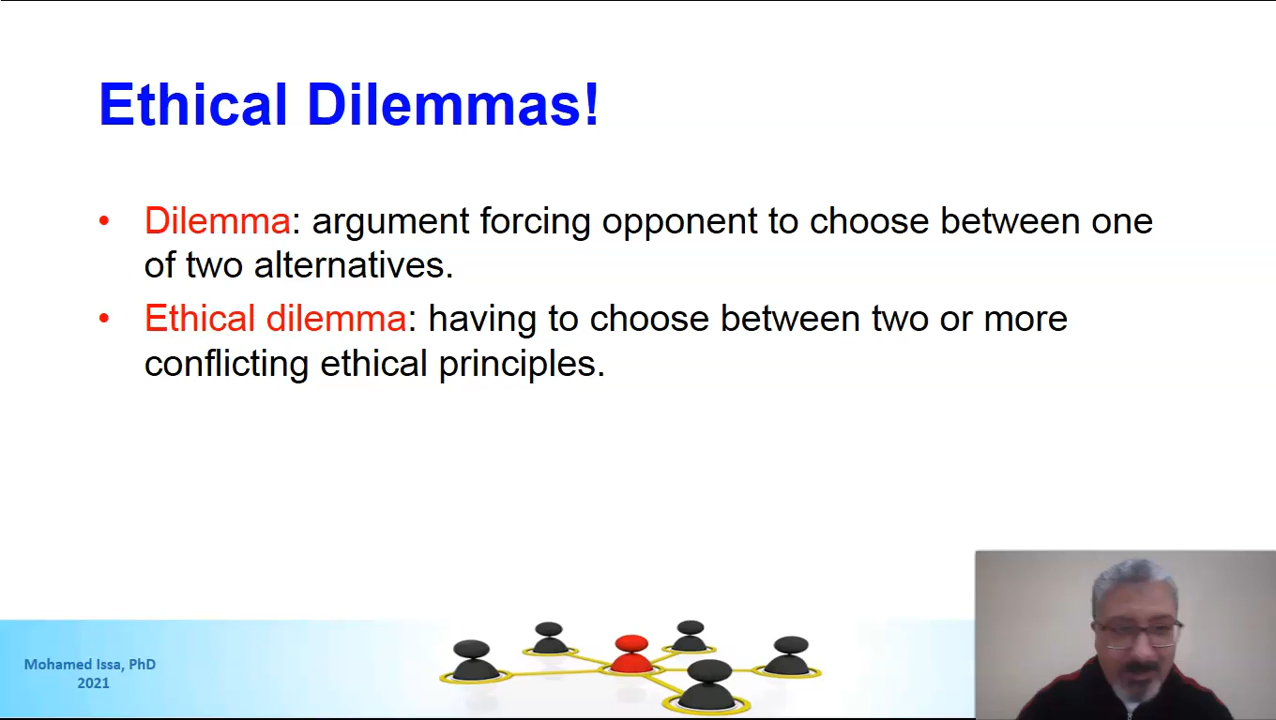 Ethical Dilemmas!
• Dilemma: argument forcing opponent to choose between one
of two alternatives.
• Ethical dilemma: having to choose between two or more
conflicting ethical principles.
Mohamed Issa, PhD
2021